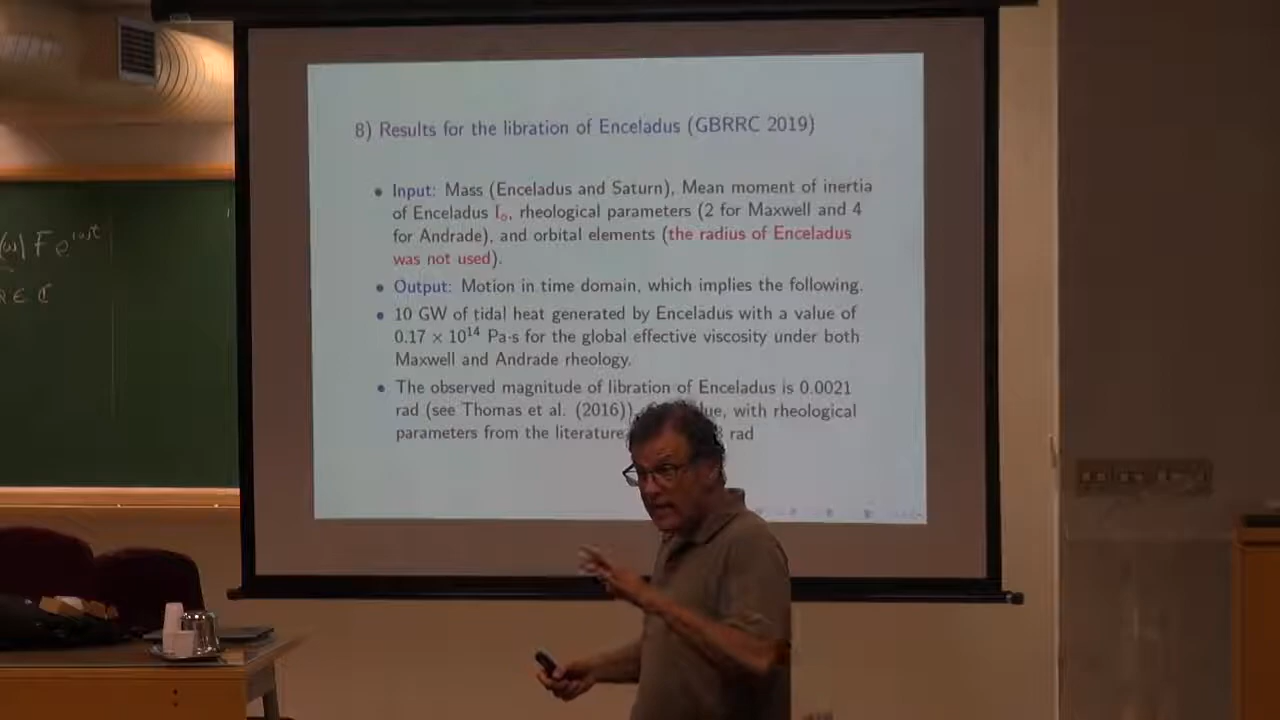 8) Results for the libration of Enceladus (GBRRC 2019)
• Input: Mass (Enceladus and Saturn), Mean moment of inertia
of Enceladus I₀, rheological parameters (2 for Maxwell and 4
for Andrade), and orbital elements (the radius of Enceladus
was not used).
• Output: Motion in time domain, which implies the following.
• 10 GW of tidal heat generated by Enceladus with a value of
0.17 × 10¹⁴ Pa·s for the global effective viscosity under both
Maxwell and Andrade rheology.
• The observed magnitude of libration of Enceladus is 0.0021
rad (see Thomas et al. (2016)), with rheological
parameters from the literature rad
(ω) F e^iωt
∈ ℂ